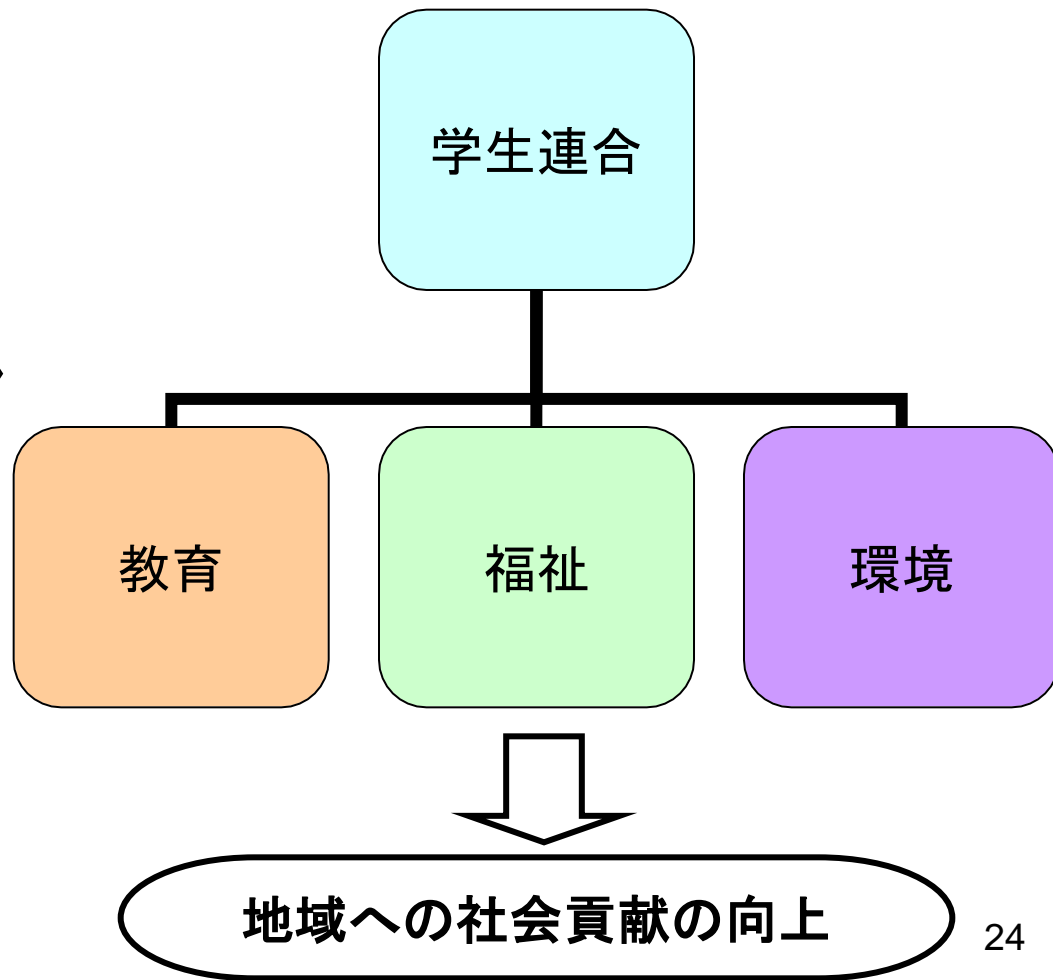 学生連合
教育
福祉
環境
地域への社会貢献の向上
24